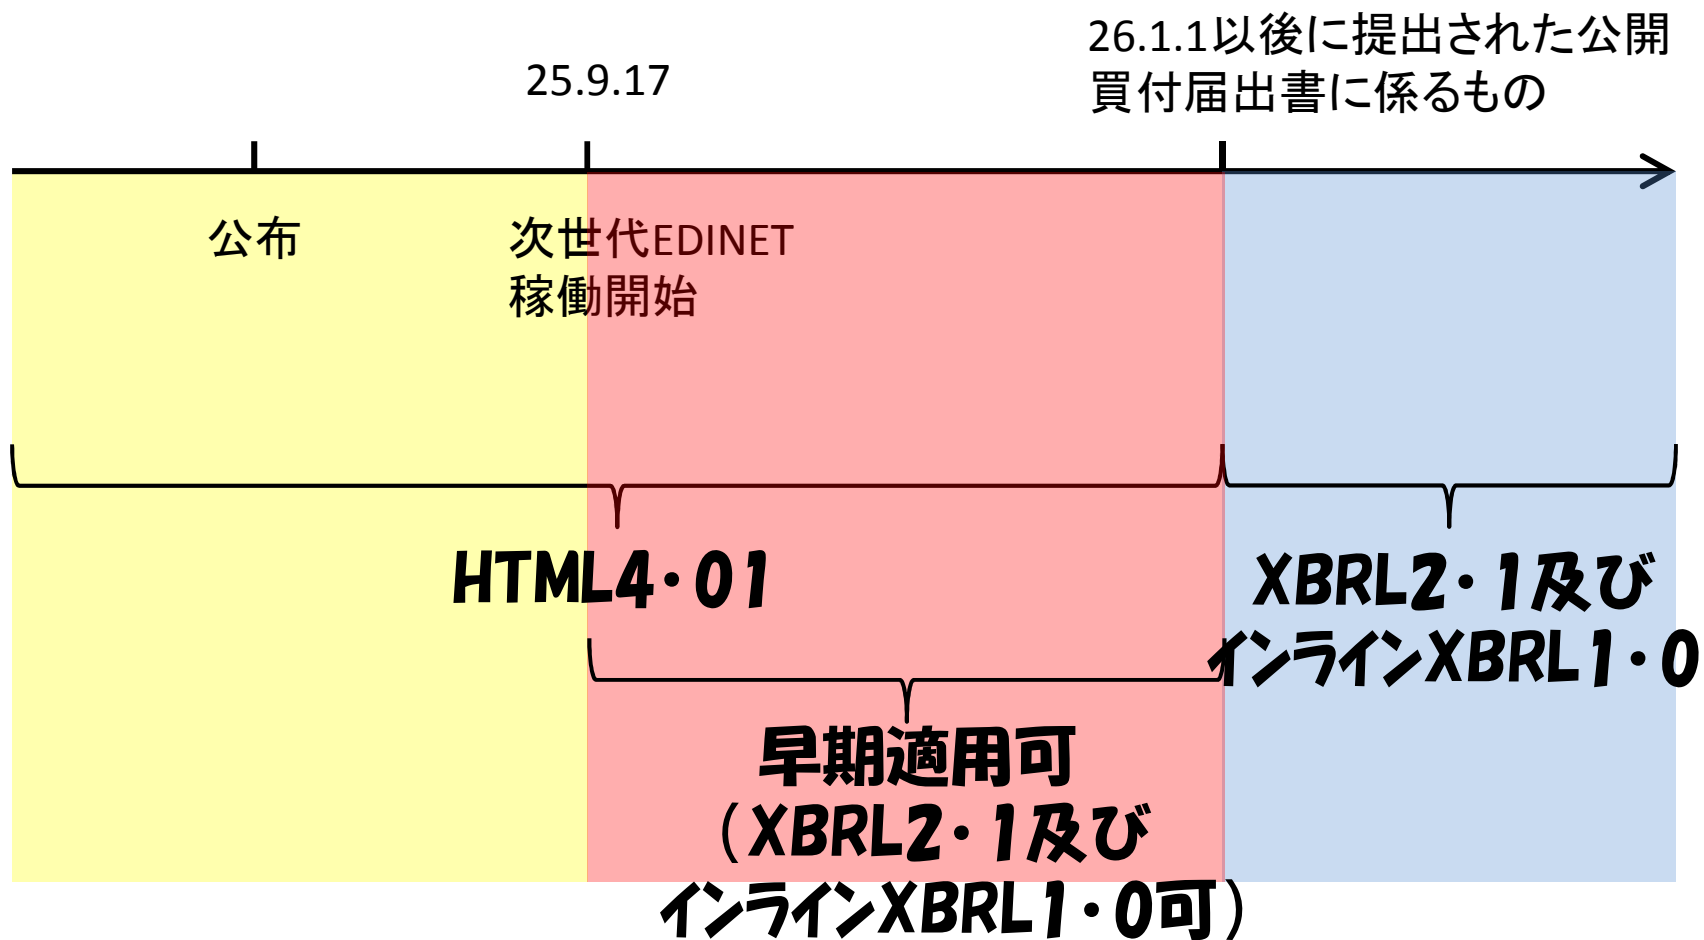 25.9.17
26.1.1以後に提出された公開
買付届出書に係るもの
公布
次世代EDINET
稼働開始
HTML4・01
XBRL2・1及び
インラインXBRL1・0
早期適用可
（XBRL2・1及び
インラインXBRL1・0可）